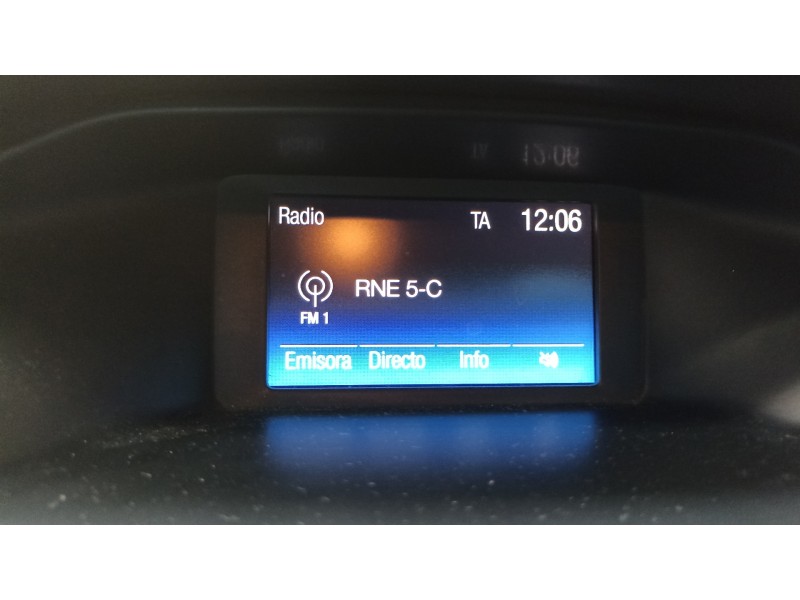 Radio TA 12:06
RNE 5-C
FM 1
Emisora Directo Info